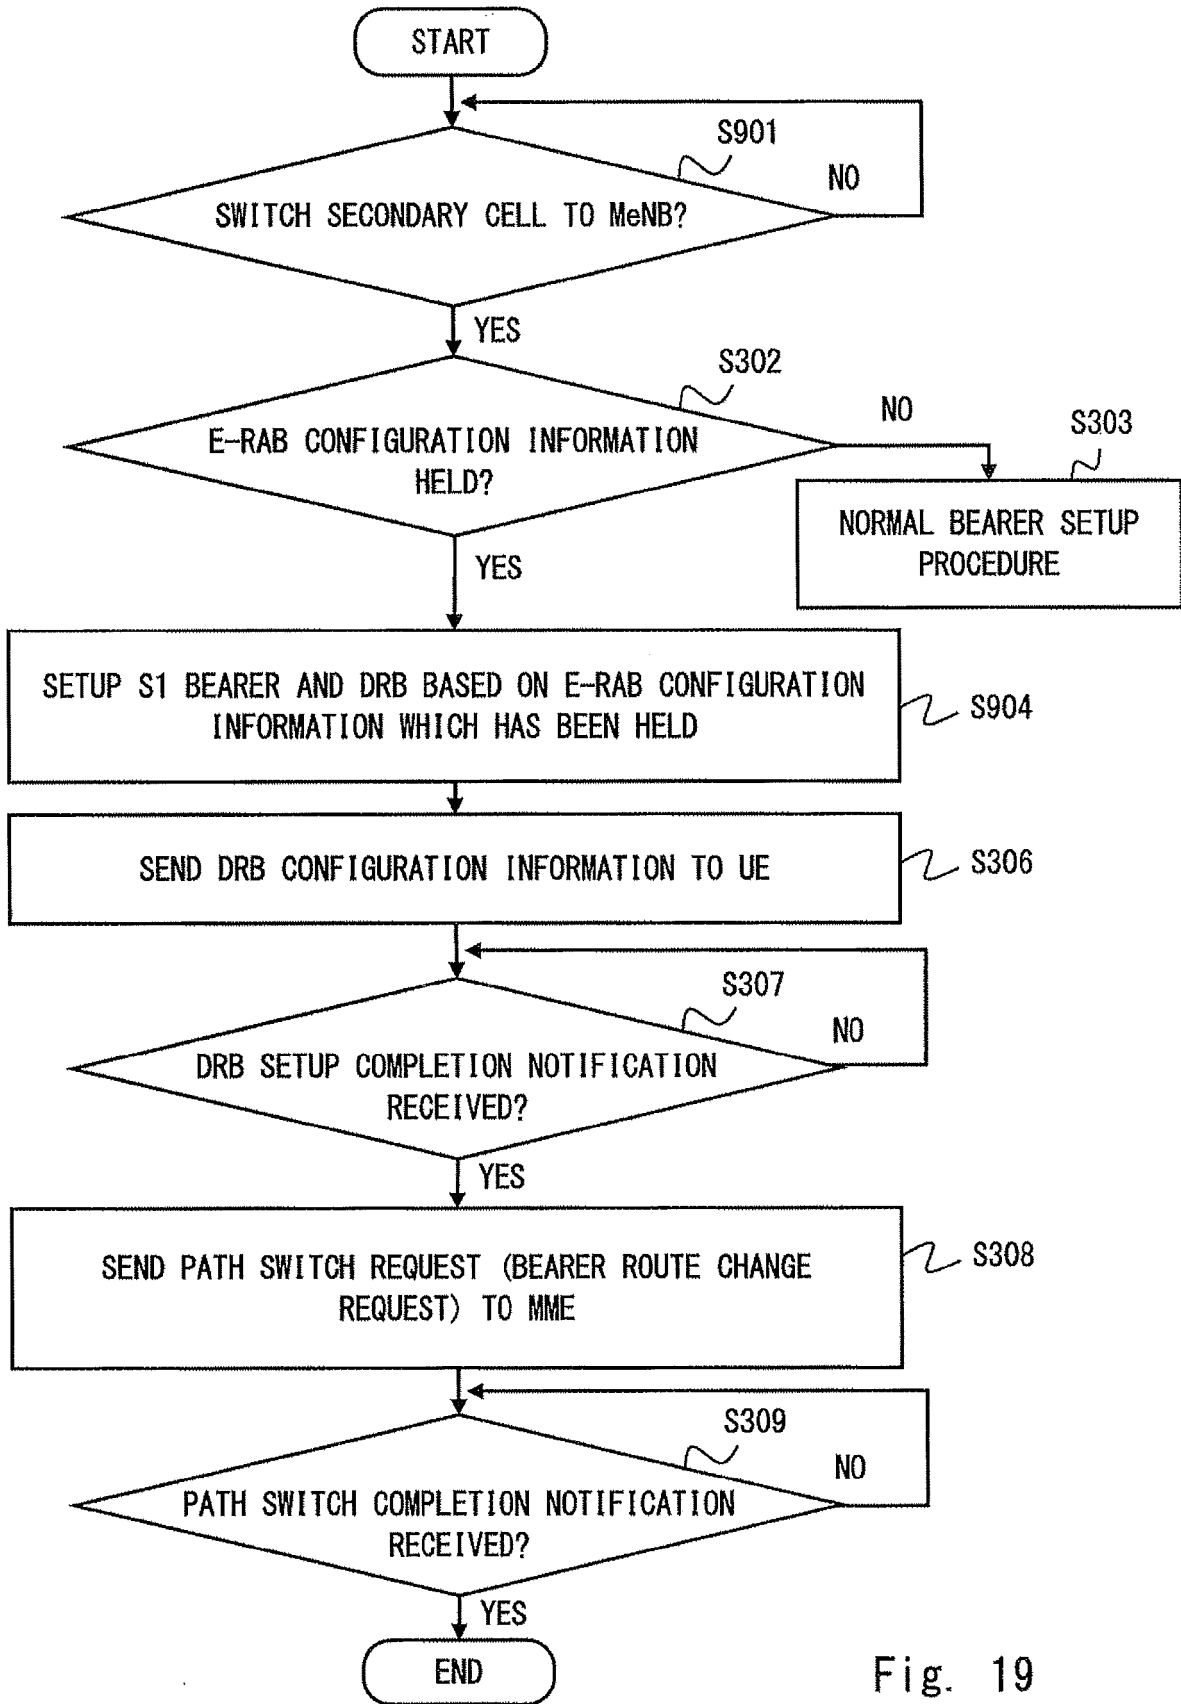 START
S901
NO
SWITCH SECONDARY CELL TO MeNB?
YES
S302
NO
E-RAB CONFIGURATION INFORMATION
HELD?
S303
NORMAL BEARER SETUP
PROCEDURE
YES
SETUP S1 BEARER AND DRB BASED ON E-RAB CONFIGURATION
INFORMATION WHICH HAS BEEN HELD
S904
SEND DRB CONFIGURATION INFORMATION TO UE
S306
S307
NO
DRB SETUP COMPLETION NOTIFICATION
RECEIVED?
YES
SEND PATH SWITCH REQUEST (BEARER ROUTE CHANGE
REQUEST) TO MME
S308
S309
NO
PATH SWITCH COMPLETION NOTIFICATION
RECEIVED?
YES
END
Fig. 19